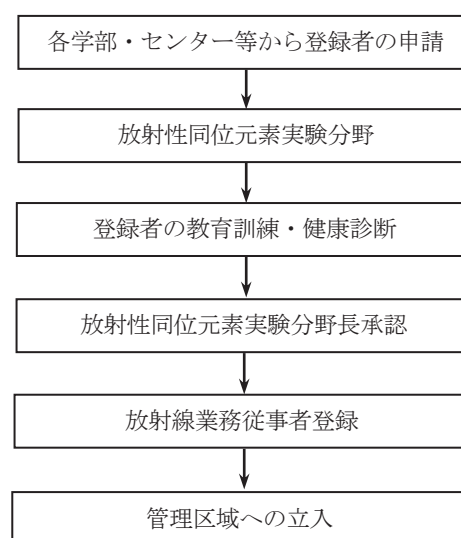 各学部・センター等から登録者の申請
放射性同位元素実験分野
登録者の教育訓練・健康診断
放射性同位元素実験分野長承認
放射線業務従事者登録
管理区域への立入